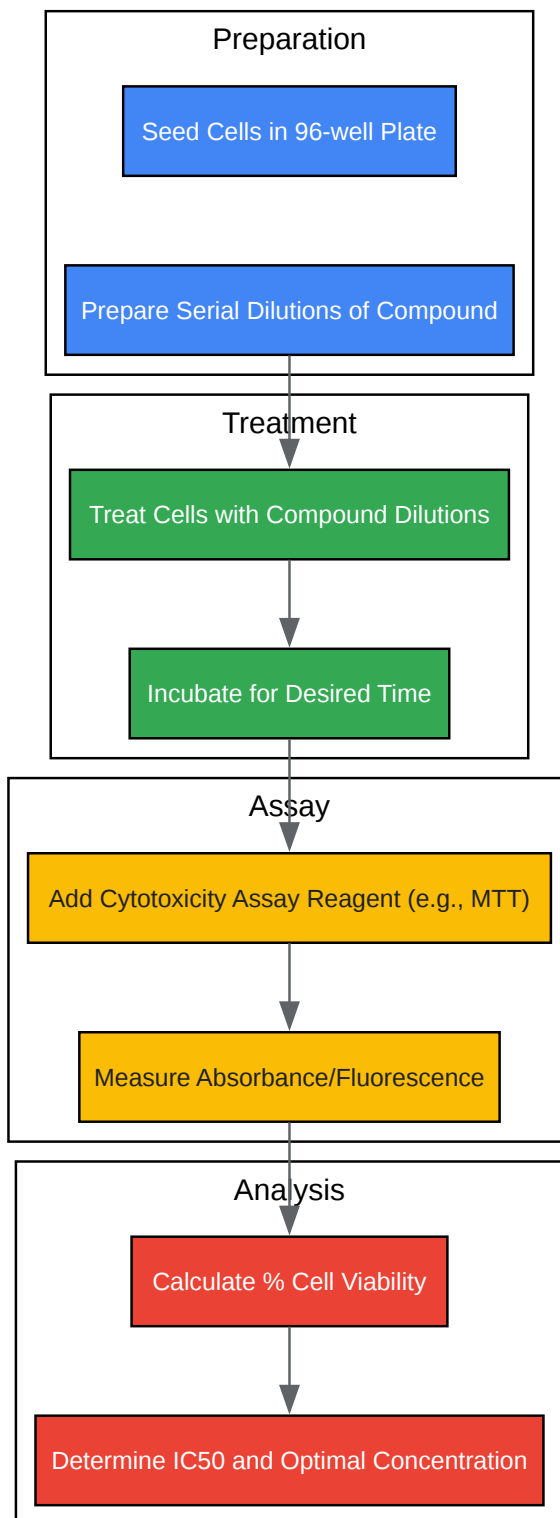 Preparation
Seed Cells in 96-well Plate
Prepare Serial Dilutions of Compound
Treatment
Treat Cells with Compound Dilutions
Incubate for Desired Time
Assay
Add Cytotoxicity Assay Reagent (e.g., MTT)
Measure Absorbance/Fluorescence
Analysis
Calculate % Cell Viability
Determine IC50 and Optimal Concentration